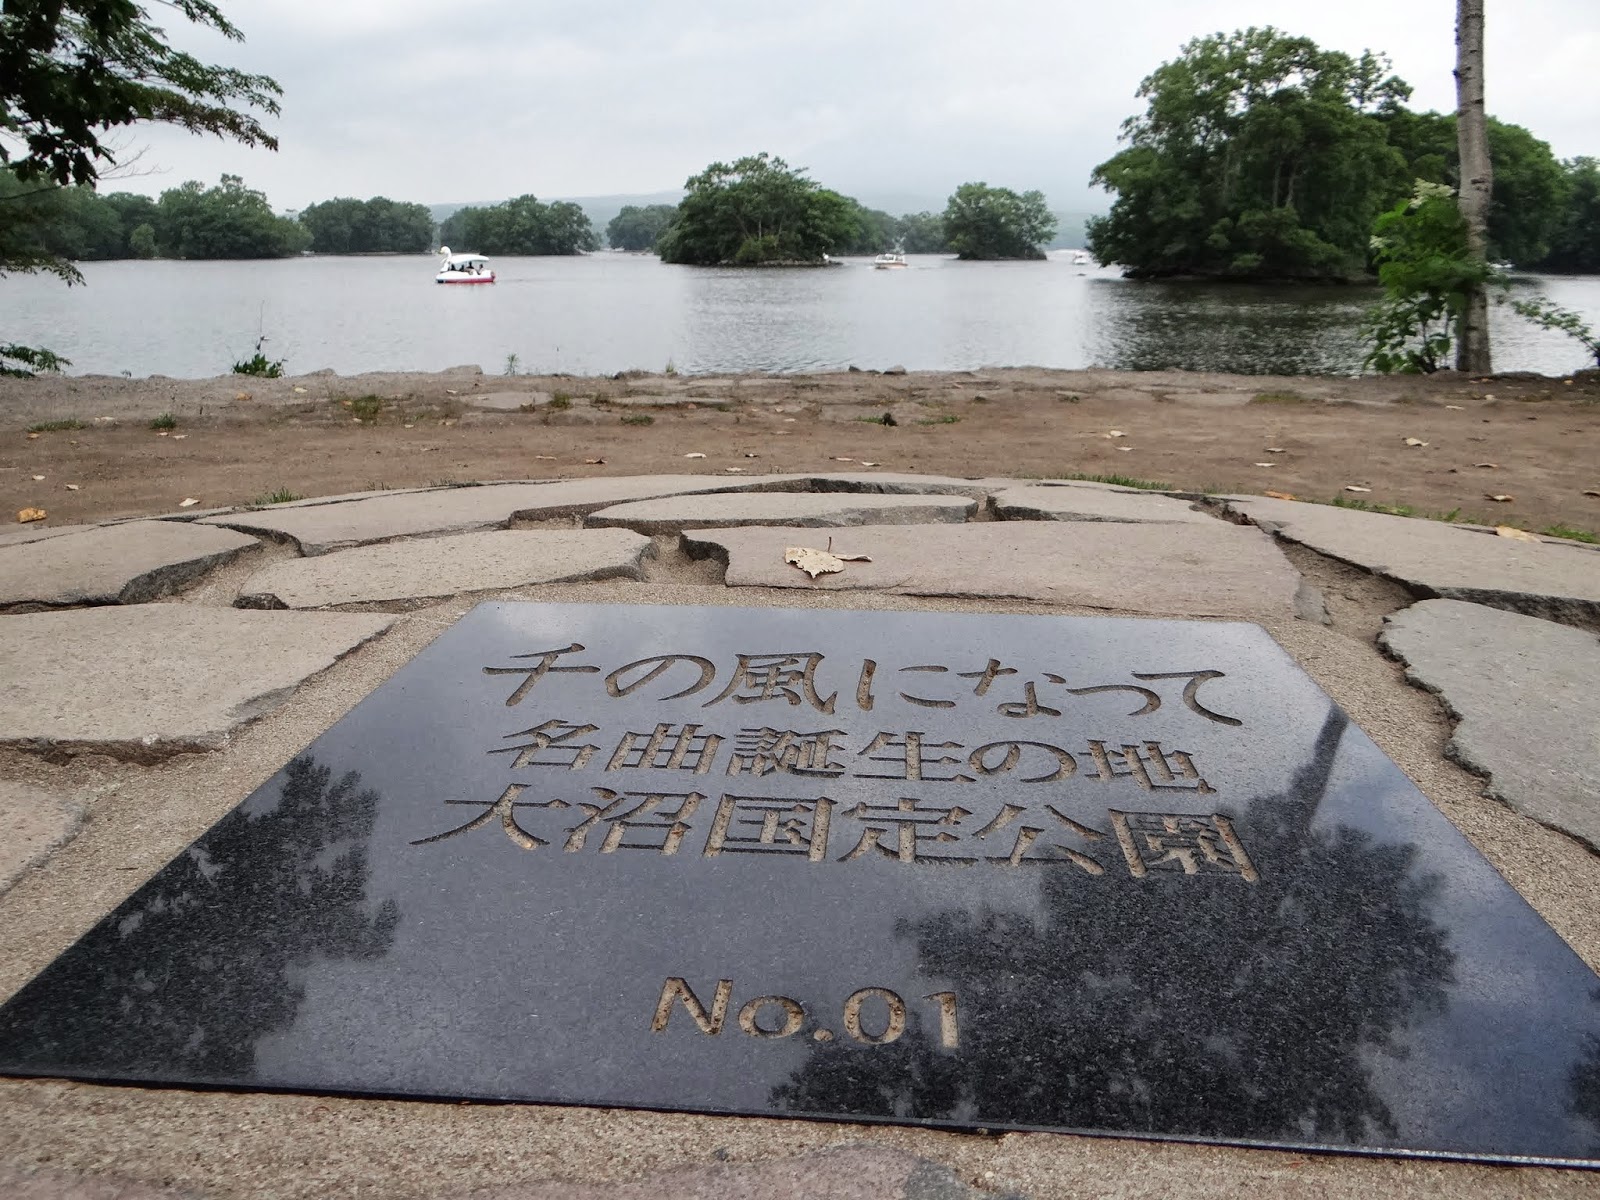 千の風になって
名曲誕生の地
大沼国定公園
No.01